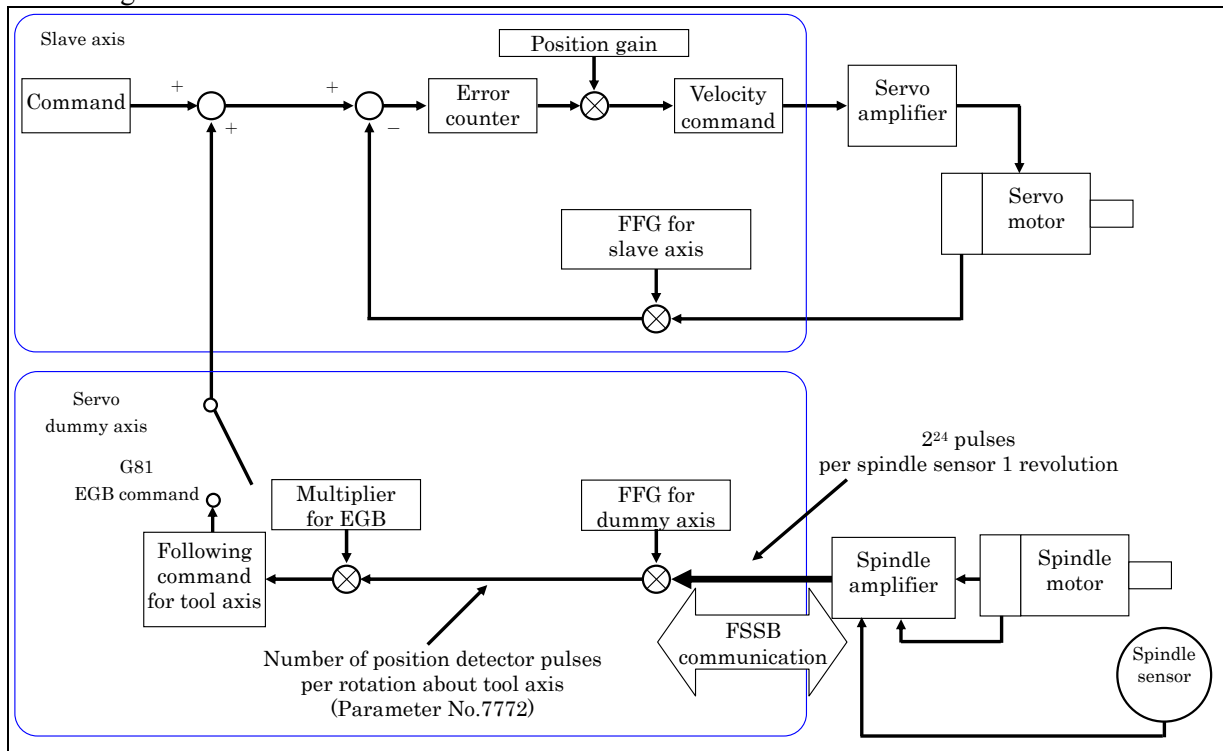 Slave axis
Position gain
Command
+
+
+
−
Error
counter
Velocity
command
Servo
amplifier
Servo
motor
FFG for
slave axis
Servo
dummy axis
G81
EGB command
Multiplier
for EGB
FFG for
dummy axis
2²⁴ pulses
per spindle sensor 1 revolution
Following
command
for tool axis
Spindle
amplifier
Spindle
motor
FSSB
communication
Number of position detector pulses
per rotation about tool axis
(Parameter No.7772)
Spindle
sensor